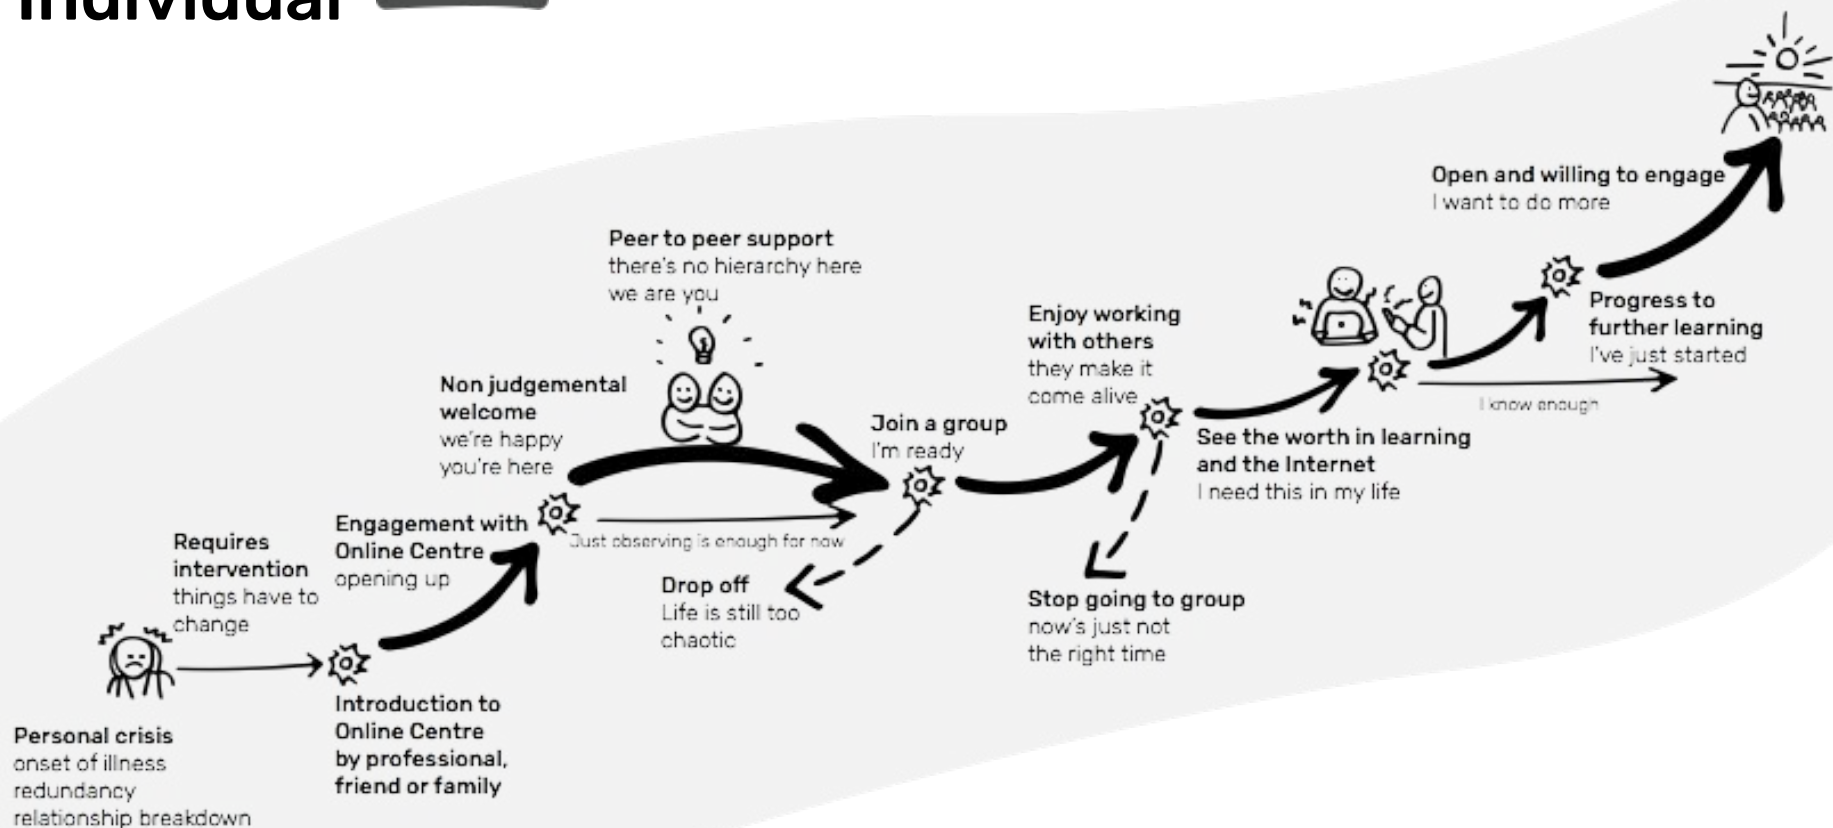 Individual
Personal crisis
onset of illness
redundancy
relationship breakdown
Requires
intervention
things have to
change
Introduction to
Online Centre
by professional,
friend or family
Engagement with
Online Centre
opening up
Non judgemental
welcome
we're happy
you're here
Peer to peer support
there's no hierarchy here
we are you
Just observing is enough for now
Drop off
Life is still too
chaotic
Join a group
I'm ready
Enjoy working
with others
they make it
come alive
Stop going to group
now's just not
the right time
See the worth in learning
and the Internet
I need this in my life
I know enough
Progress to
further learning
I've just started
Open and willing to engage
I want to do more